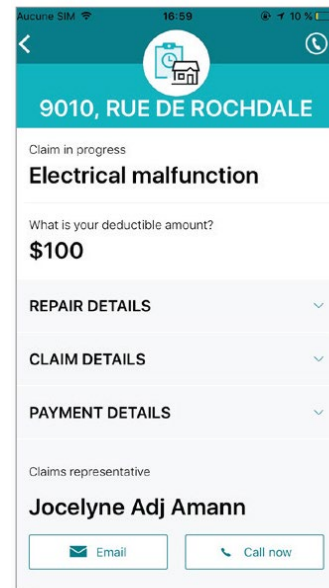 Aucune SIM 16:59 10 %
9010, RUE DE ROCHDALE
Claim in progress
Electrical malfunction
What is your deductible amount?
$100
REPAIR DETAILS
CLAIM DETAILS
PAYMENT DETAILS
Claims representative
Jocelyne Adj Amann
Email Call now